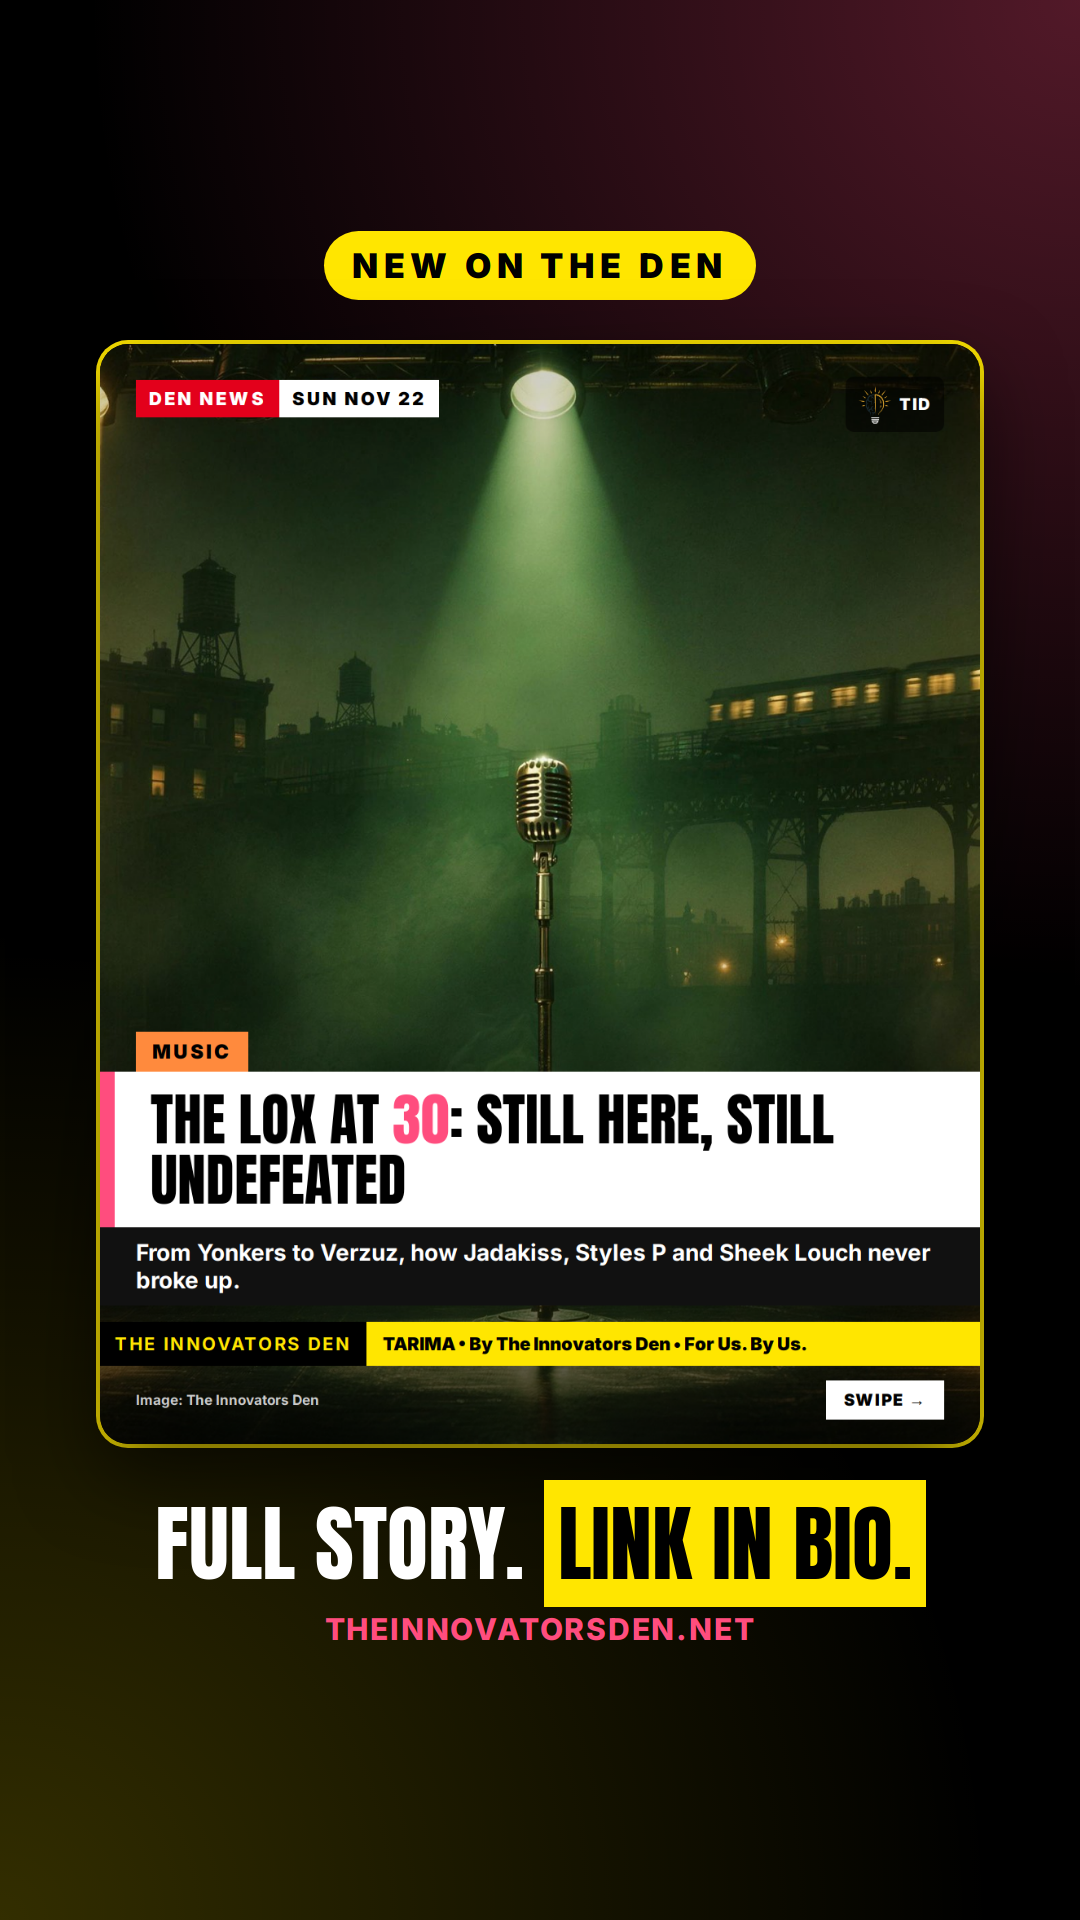 NEW ON THE DEN
DEN NEWS SUN NOV 22
TID
MUSIC
THE LOX AT 30: STILL HERE, STILL
UNDEFEATED
From Yonkers to Verzuz, how Jadakiss, Styles P and Sheek Louch never
broke up.
THE INNOVATORS DEN TARIMA • By The Innovators Den • For Us. By Us.
Image: The Innovators Den
SWIPE →
FULL STORY. LINK IN BIO.
THEINNOVATORSDEN.NET